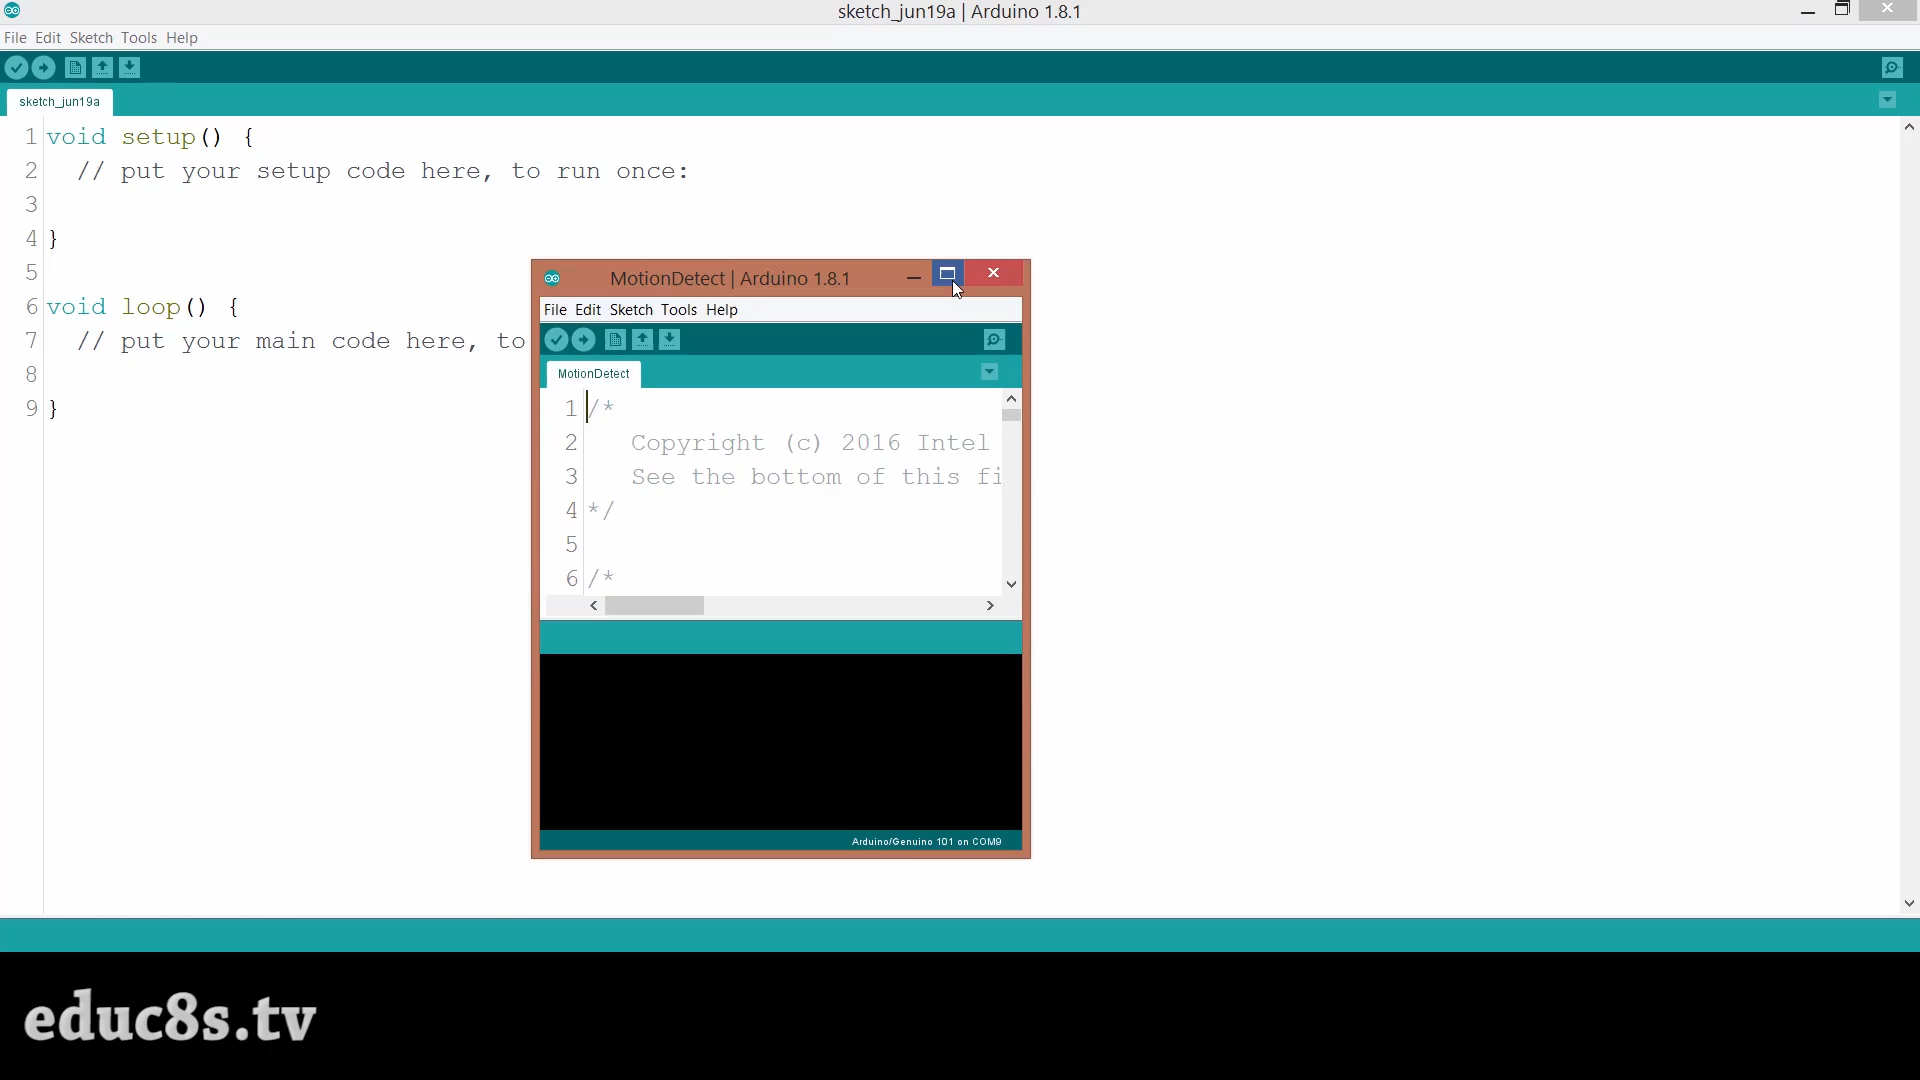 sketch_jun19a | Arduino 1.8.1
File Edit Sketch Tools Help
sketch_jun19a
1 void setup() {
2 // put your setup code here, to run once:
3
4 }
5
6 void loop() {
7 // put your main code here, to
8
9 }
MotionDetect | Arduino 1.8.1
File Edit Sketch Tools Help
MotionDetect
1 /*
2 Copyright (c) 2016 Intel
3 See the bottom of this fi
4 */
5
6 /*
Arduino/Genuino 101 on COM9
educ8s.tv